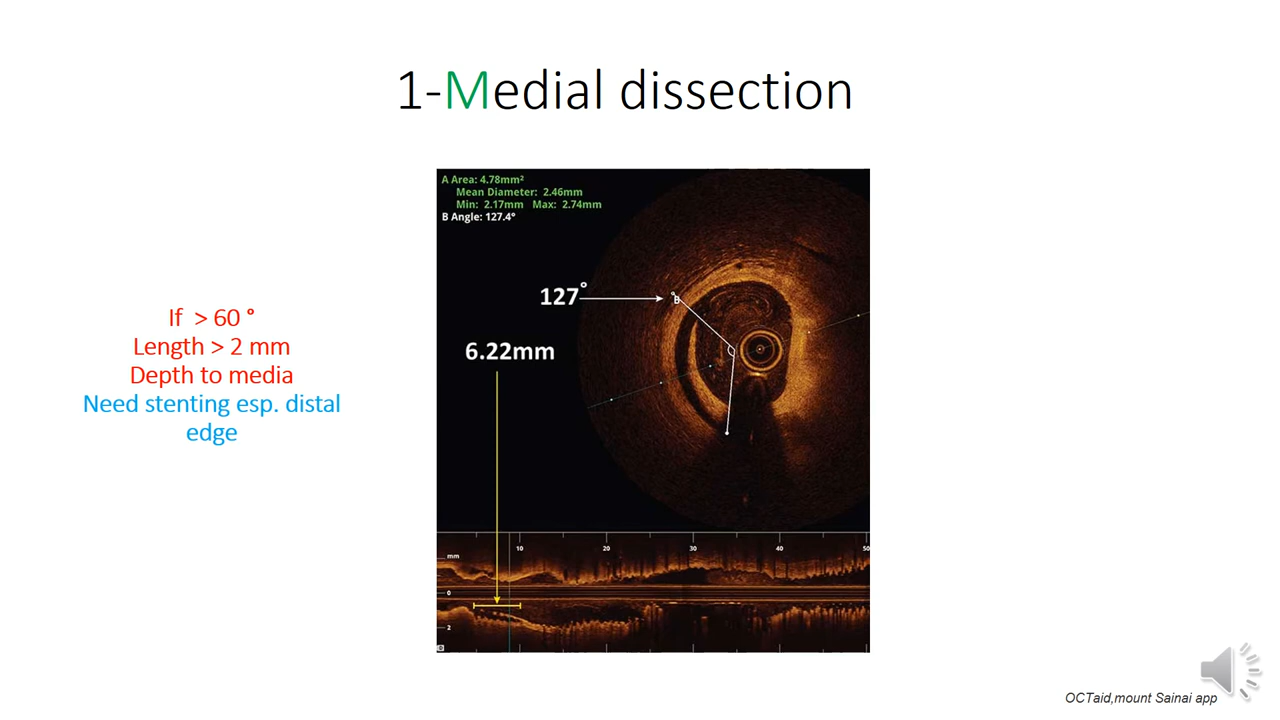 1-Medial dissection
A Area: 4.78mm²
Mean Diameter: 2.46mm
Min: 2.17mm Max: 2.74mm
B Angle: 127.4°
127°
B
6.22mm
If > 60 °
Length > 2 mm
Depth to media
Need stenting esp. distal
edge
10 20 30 40 50
mm
0
2
OCTaid,mount Sainai app